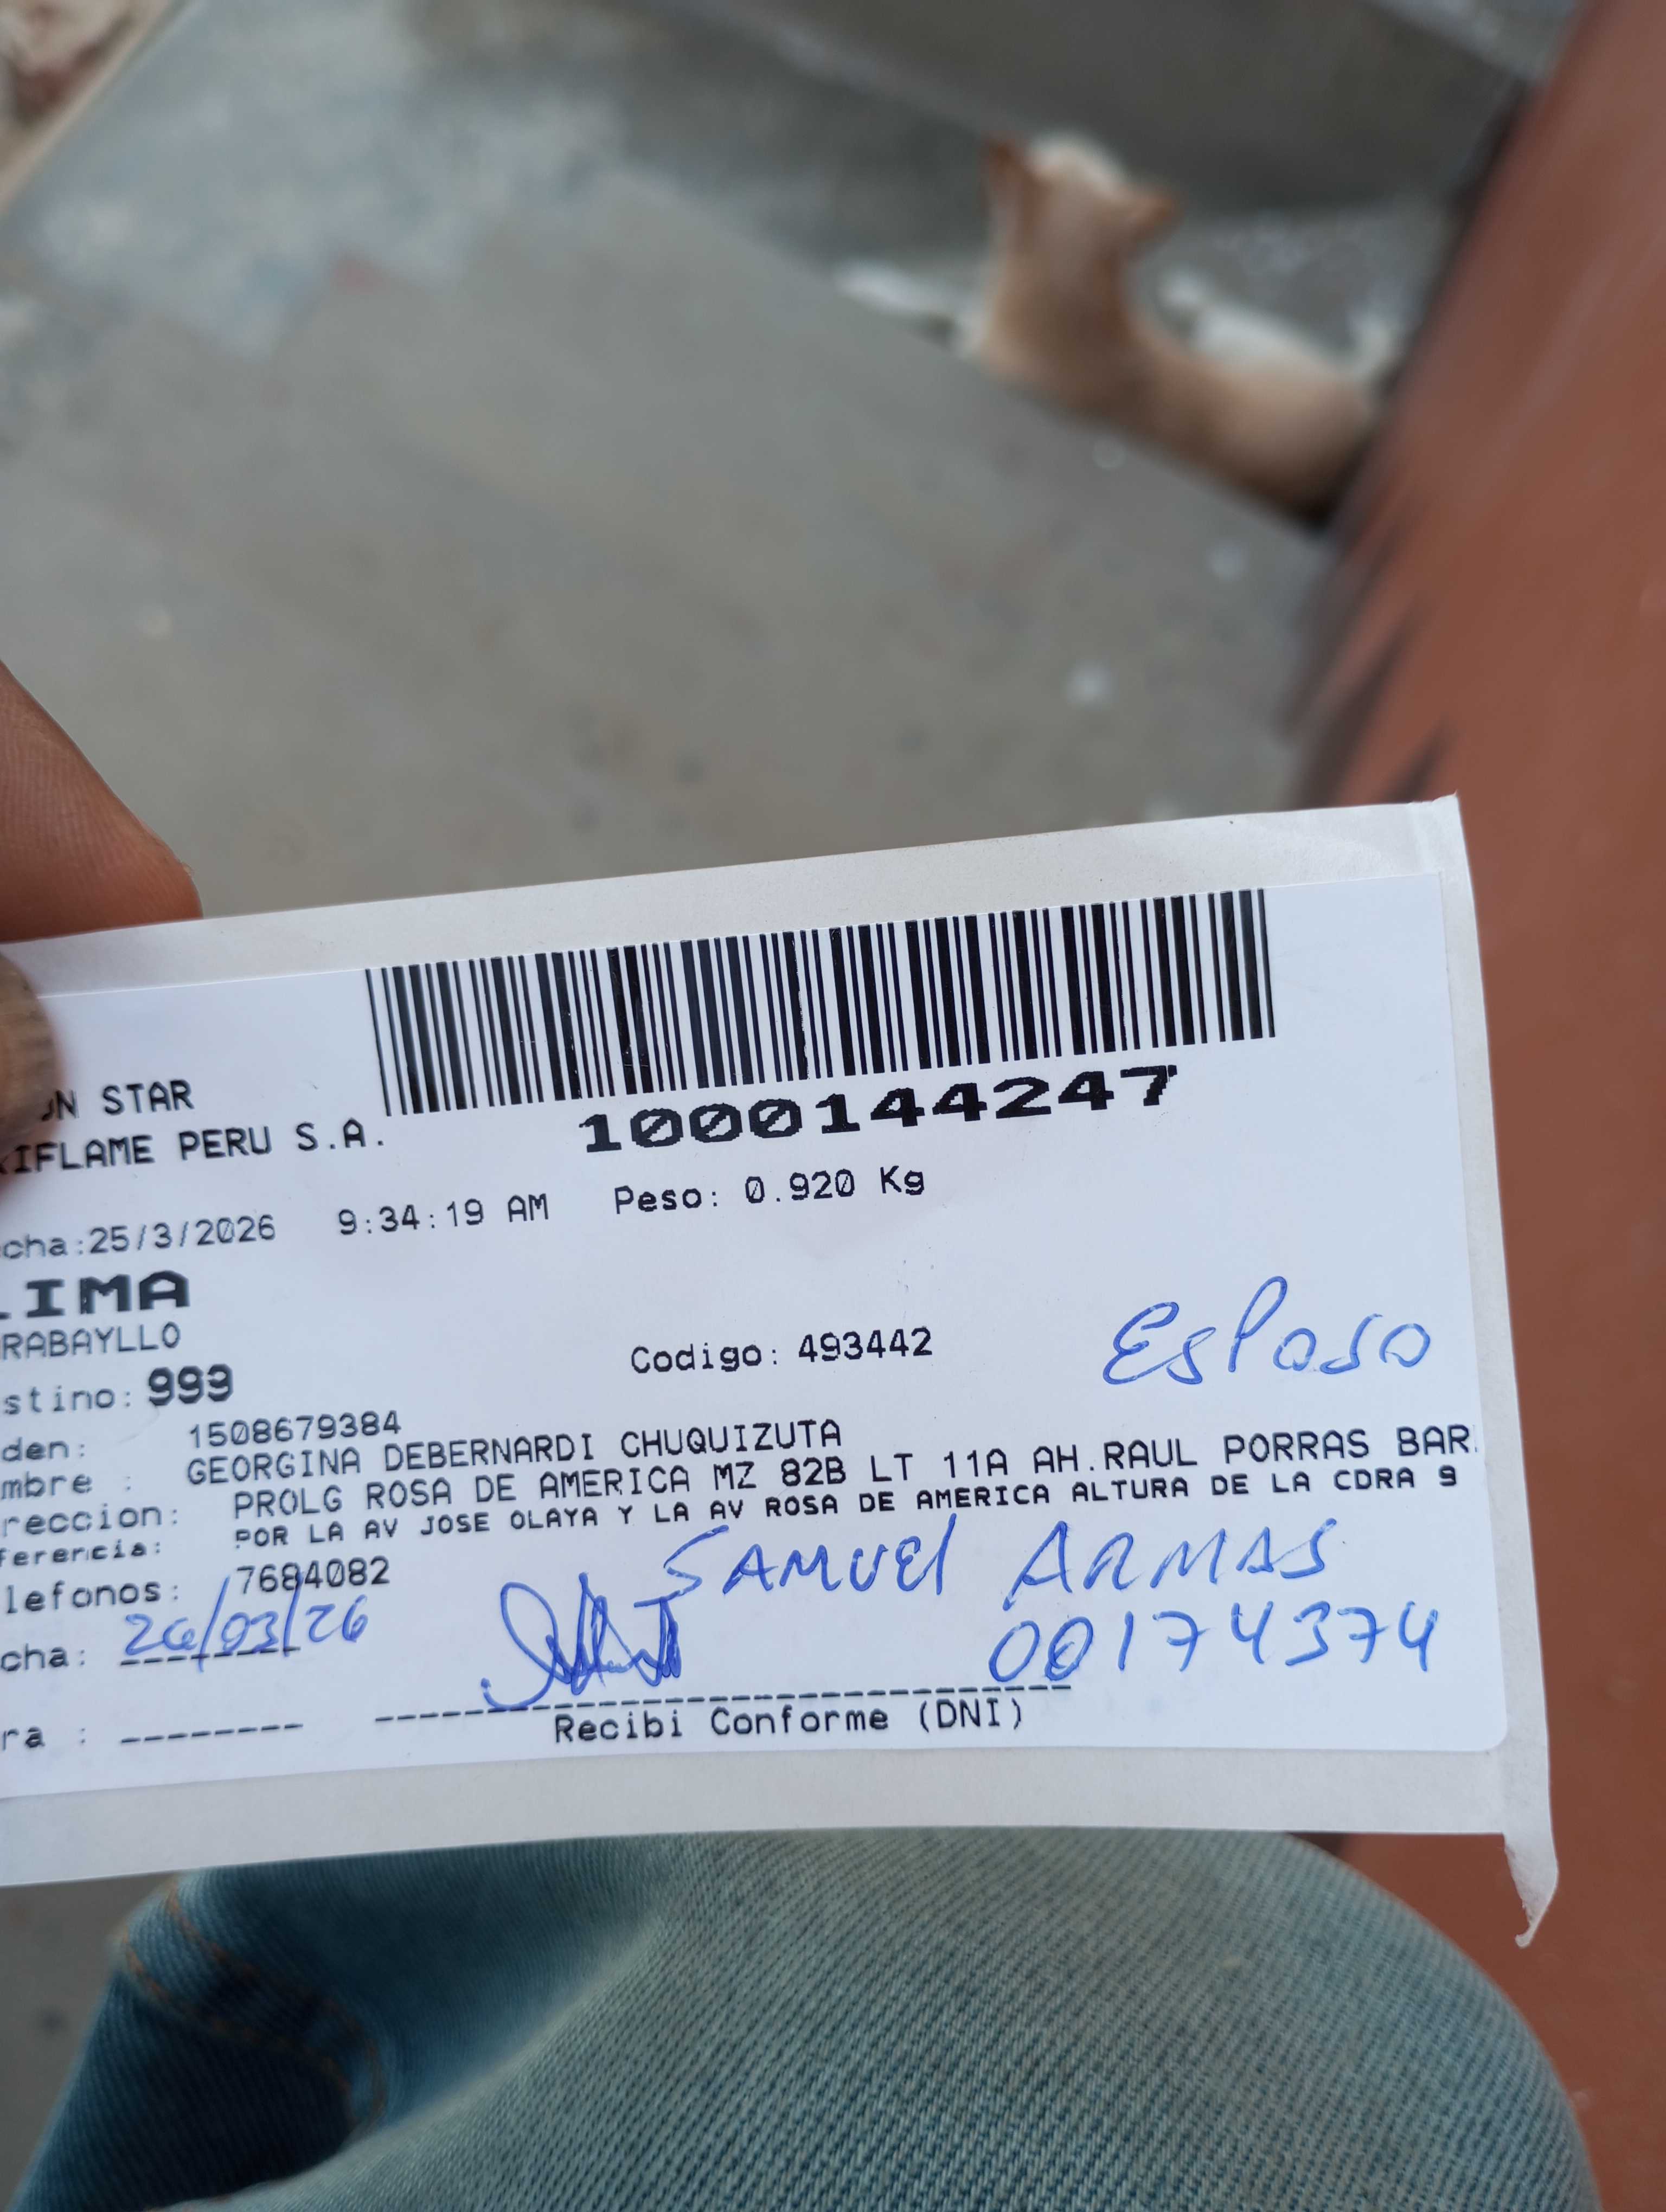 ON STAR
IFLAME PERU S.A.
1000144247
cha:25/3/2026 9:34:19 AM Peso: 0.920 Kg
LIMA
RABAYLLO
Codigo: 493442 Esposo
stino: 999
den: 1508679384
mbre : GEORGINA DEBERNARDI CHUQUIZUTA
reccion: PROLG ROSA DE AMERICA MZ 82B LT 11A AH.RAUL PORRAS BAR
ferencia: POR LA AV JOSE OLAYA Y LA AV ROSA DE AMERICA ALTURA DE LA CDRA 9
lefonos: 7684082
SAMUEl ARMAS
cha: 26/03/26 00174374
ra :
Recibi Conforme (DNI)